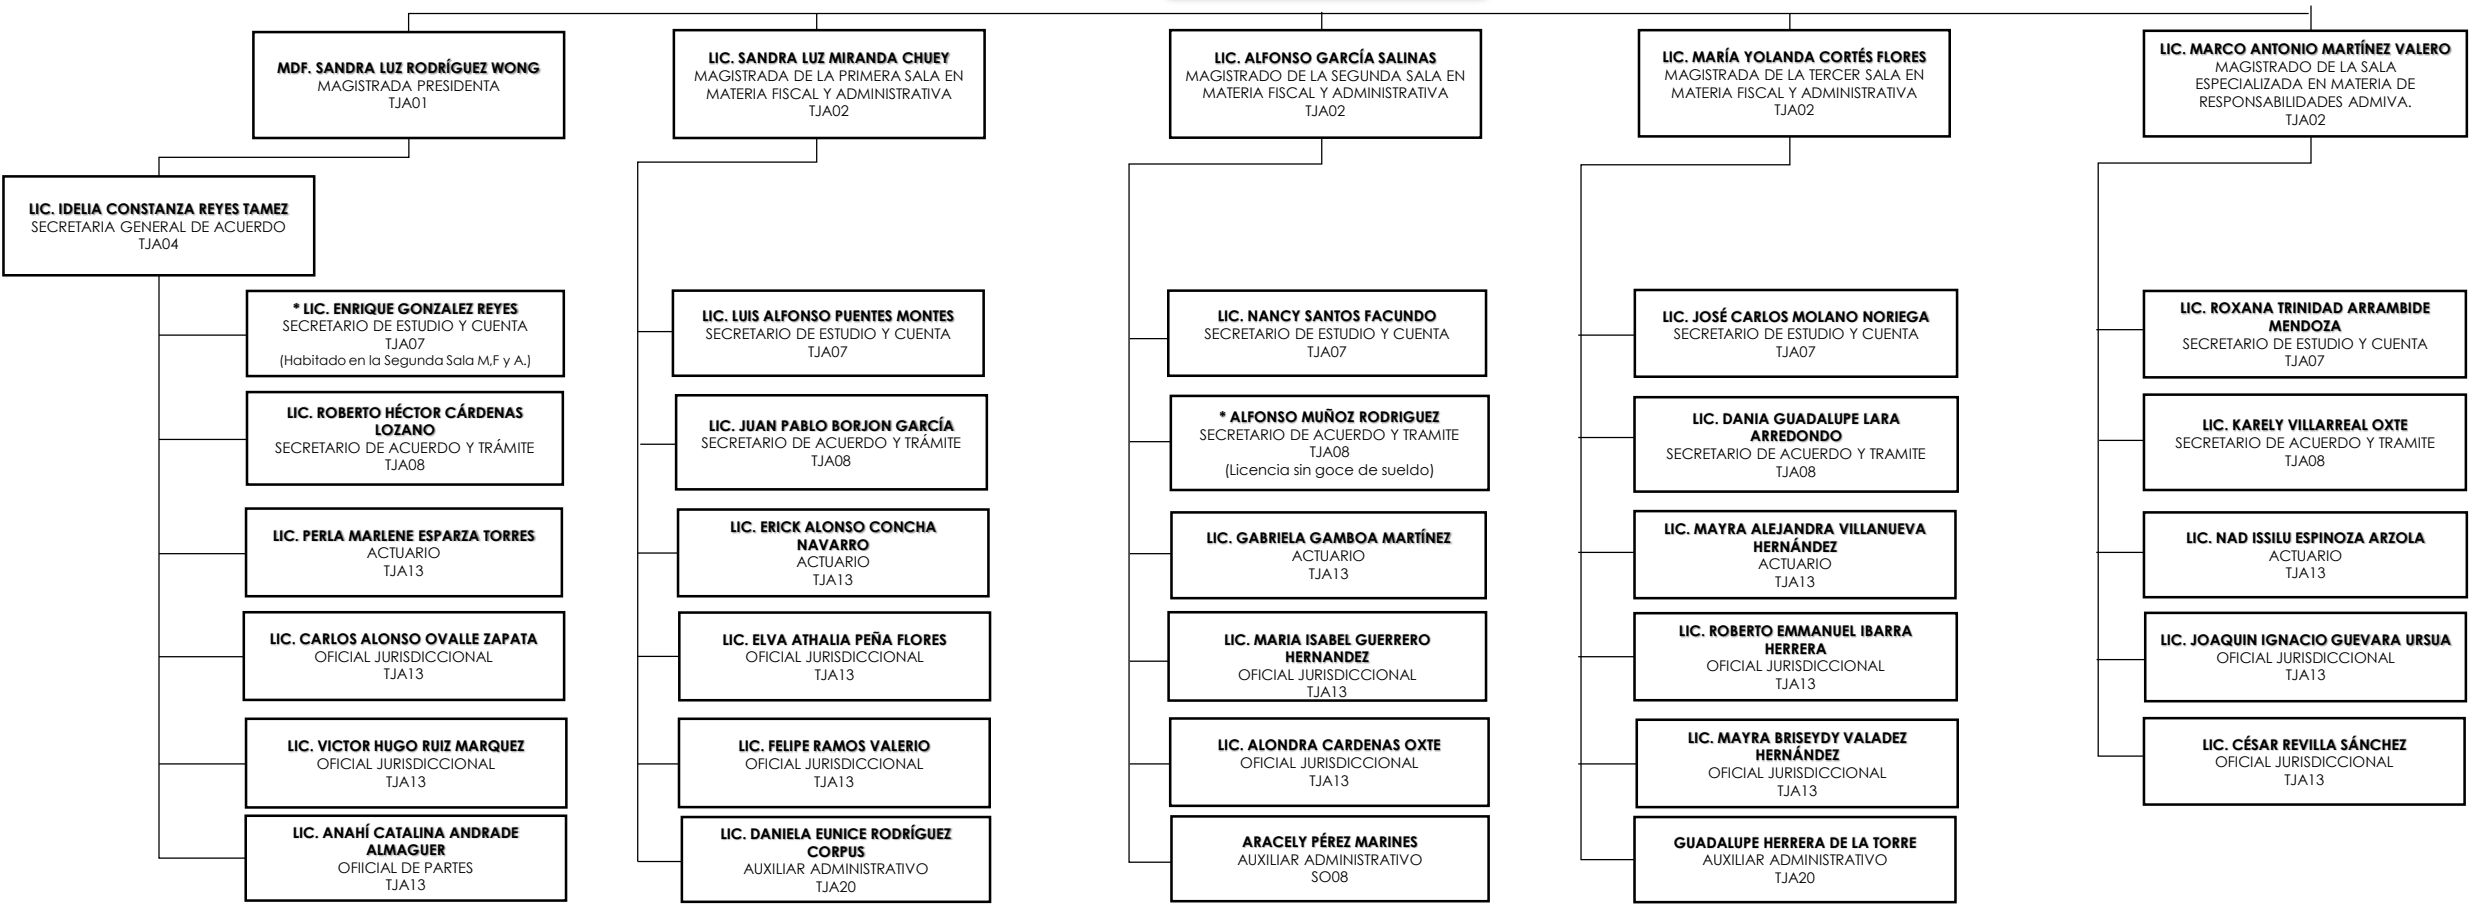 MDF. SANDRA LUZ RODRÍGUEZ WONG
MAGISTRADA PRESIDENTA
TJA01
LIC. SANDRA LUZ MIRANDA CHUEY
MAGISTRADA DE LA PRIMERA SALA EN
MATERIA FISCAL Y ADMINISTRATIVA
TJA02
LIC. ALFONSO GARCÍA SALINAS
MAGISTRADO DE LA SEGUNDA SALA EN
MATERIA FISCAL Y ADMINISTRATIVA
TJA02
LIC. MARÍA YOLANDA CORTÉS FLORES
MAGISTRADA DE LA TERCER SALA EN
MATERIA FISCAL Y ADMINISTRATIVA
TJA02
LIC. MARCO ANTONIO MARTÍNEZ VALERO
MAGISTRADO DE LA SALA
ESPECIALIZADA EN MATERIA DE
RESPONSABILIDADES ADMIVA.
TJA02
LIC. IDELIA CONSTANZA REYES TAMEZ
SECRETARIA GENERAL DE ACUERDO
TJA04
* LIC. ENRIQUE GONZALEZ REYES
SECRETARIO DE ESTUDIO Y CUENTA
TJA07
(Habitado en la Segunda Sala M,F y A.)
LIC. ROBERTO HÉCTOR CÁRDENAS
LOZANO
SECRETARIO DE ACUERDO Y TRÁMITE
TJA08
LIC. PERLA MARLENE ESPARZA TORRES
ACTUARIO
TJA13
LIC. CARLOS ALONSO OVALLE ZAPATA
OFICIAL JURISDICCIONAL
TJA13
LIC. VICTOR HUGO RUIZ MARQUEZ
OFICIAL JURISDICCIONAL
TJA13
LIC. ANAHÍ CATALINA ANDRADE
ALMAGUER
OFIICIAL DE PARTES
TJA13
LIC. LUIS ALFONSO PUENTES MONTES
SECRETARIO DE ESTUDIO Y CUENTA
TJA07
LIC. JUAN PABLO BORJON GARCÍA
SECRETARIO DE ACUERDO Y TRÁMITE
TJA08
LIC. ERICK ALONSO CONCHA
NAVARRO
ACTUARIO
TJA13
LIC. ELVA ATHALIA PEÑA FLORES
OFICIAL JURISDICCIONAL
TJA13
LIC. FELIPE RAMOS VALERIO
OFICIAL JURISDICCIONAL
TJA13
LIC. DANIELA EUNICE RODRÍGUEZ
CORPUS
AUXILIAR ADMINISTRATIVO
TJA20
LIC. NANCY SANTOS FACUNDO
SECRETARIO DE ESTUDIO Y CUENTA
TJA07
* ALFONSO MUÑOZ RODRIGUEZ
SECRETARIO DE ACUERDO Y TRAMITE
TJA08
(Licencia sin goce de sueldo)
LIC. GABRIELA GAMBOA MARTÍNEZ
ACTUARIO
TJA13
LIC. MARIA ISABEL GUERRERO
HERNANDEZ
OFICIAL JURISDICCIONAL
TJA13
LIC. ALONDRA CARDENAS OXTE
OFICIAL JURISDICCIONAL
TJA13
ARACELY PÉREZ MARINES
AUXILIAR ADMINISTRATIVO
SO08
LIC. JOSÉ CARLOS MOLANO NORIEGA
SECRETARIO DE ESTUDIO Y CUENTA
TJA07
LIC. DANIA GUADALUPE LARA
ARREDONDO
SECRETARIO DE ACUERDO Y TRAMITE
TJA08
LIC. MAYRA ALEJANDRA VILLANUEVA
HERNÁNDEZ
ACTUARIO
TJA13
LIC. ROBERTO EMMANUEL IBARRA
HERRERA
OFICIAL JURISDICCIONAL
TJA13
LIC. MAYRA BRISEYDY VALADEZ
HERNÁNDEZ
OFICIAL JURISDICCIONAL
TJA13
GUADALUPE HERRERA DE LA TORRE
AUXILIAR ADMINISTRATIVO
TJA20
LIC. ROXANA TRINIDAD ARRAMBIDE
MENDOZA
SECRETARIO DE ESTUDIO Y CUENTA
TJA07
LIC. KARELY VILLARREAL OXTE
SECRETARIO DE ACUERDO Y TRAMITE
TJA08
LIC. NAD ISSILU ESPINOZA ARZOLA
ACTUARIO
TJA13
LIC. JOAQUIN IGNACIO GUEVARA URSUA
OFICIAL JURISDICCIONAL
TJA13
LIC. CÉSAR REVILLA SÁNCHEZ
OFICIAL JURISDICCIONAL
TJA13